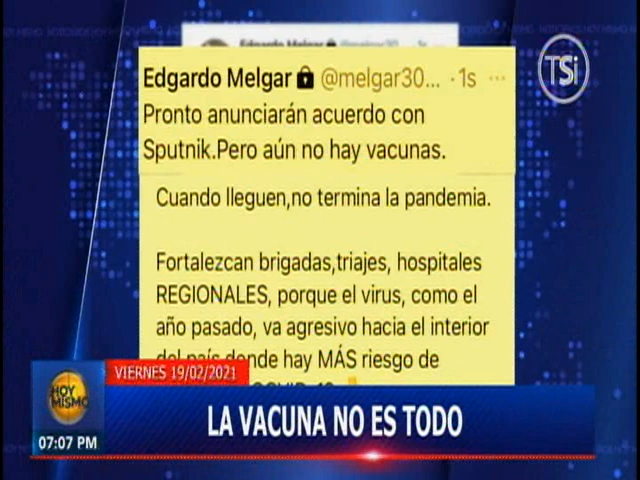 Edgardo Melgar @melgar30... · 1s ...
Pronto anunciarán acuerdo con
Sputnik.Pero aún no hay vacunas.
Cuando lleguen,no termina la pandemia.
Fortalezcan brigadas,triajes, hospitales
REGIONALES, porque el virus, como el
año pasado, va agresivo hacia el interior
del país donde hay MÁS riesgo de
TSi
VIERNES 19/02/2021
HOY
MISMO
LA VACUNA NO ES TODO
07:07 PM